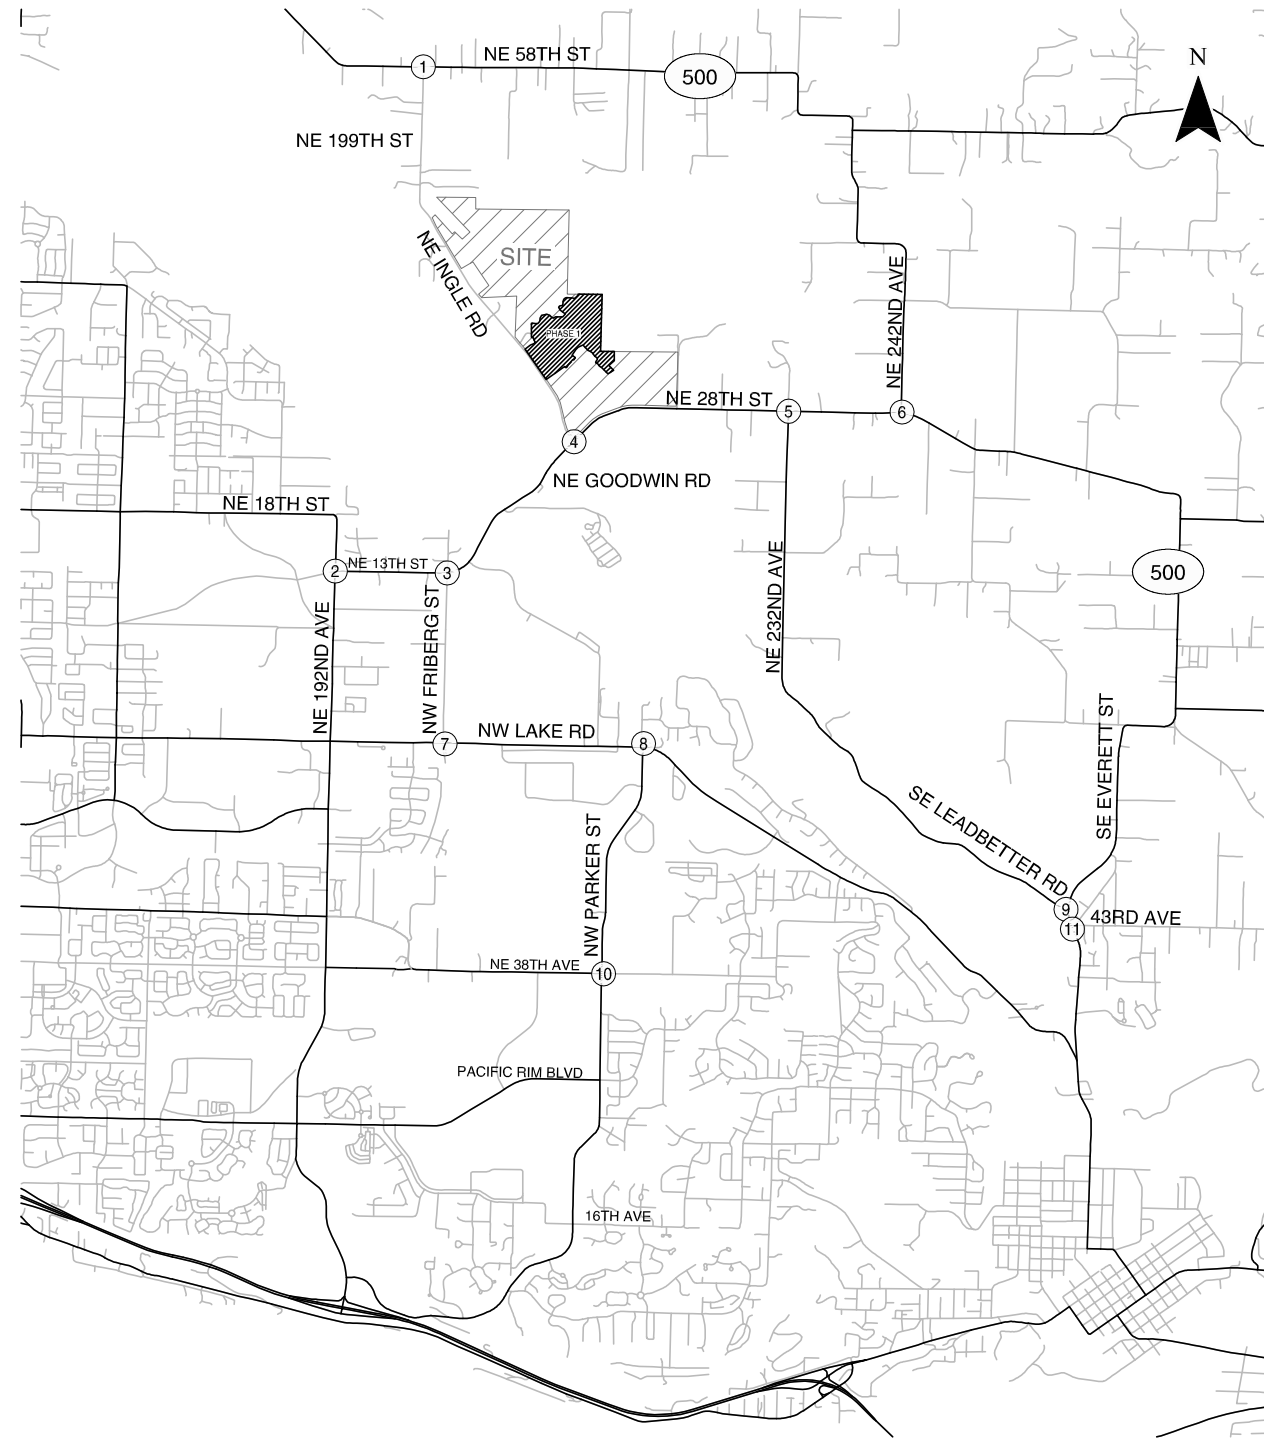 N
NE 58TH ST
1
500
NE 199TH ST
NE INGLE RD
SITE
NE 242ND AVE
PHASE 1
NE 28TH ST
5
6
4
NE GOODWIN RD
NE 18TH ST
NE 13TH ST
2
3
500
NE 192ND AVE
NW FRIBERG ST
NE 232ND AVE
NW LAKE RD
7
8
SE EVERETT ST
SE LEADBETTER RD
NW PARKER ST
9
43RD AVE
11
NE 38TH AVE
10
PACIFIC RIM BLVD
16TH AVE